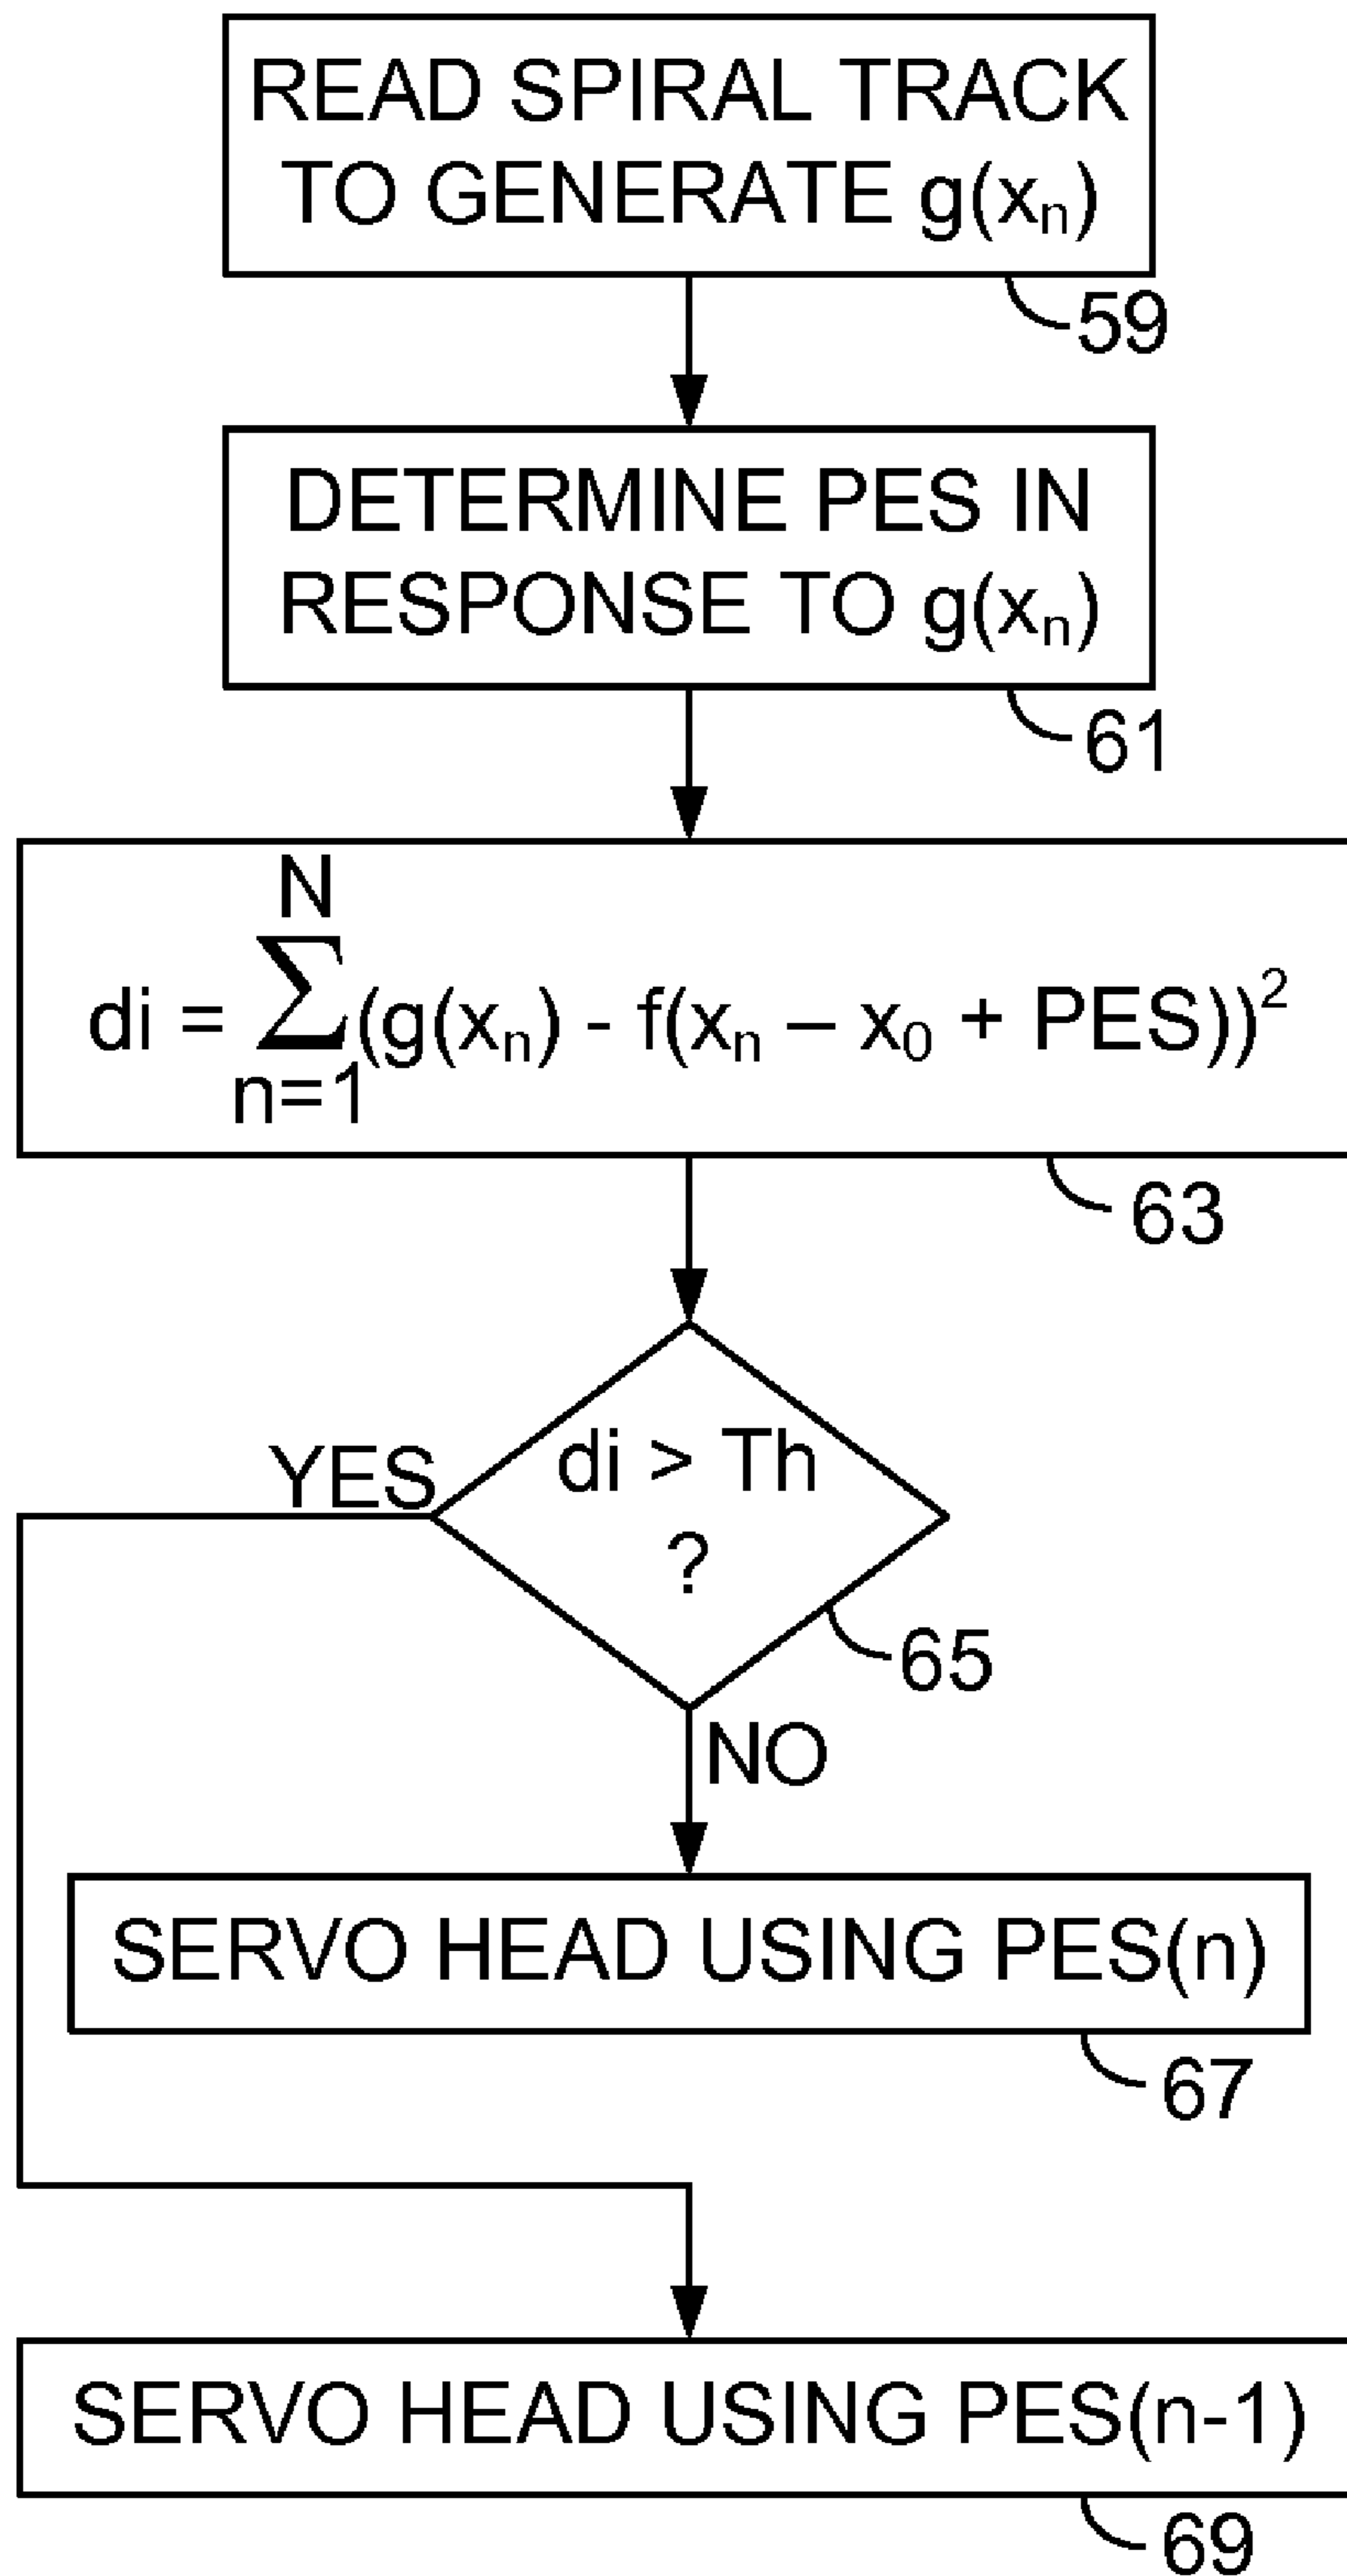 READ SPIRAL TRACK
TO GENERATE g(xₙ)
59
DETERMINE PES IN
RESPONSE TO g(xₙ)
61
N
di = ∑(g(xₙ) - f(xₙ – x₀ + PES))²
n=1
63
YES
di > Th
?
65
NO
SERVO HEAD USING PES(n)
67
SERVO HEAD USING PES(n-1)
69